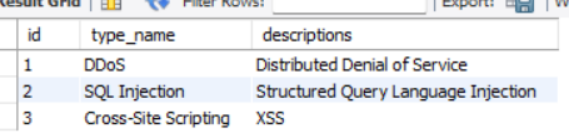 Result Grid Filter Rows: Export:
id type_name descriptions
1 DDoS Distributed Denial of Service
2 SQL Injection Structured Query Language Injection
3 Cross-Site Scripting XSS